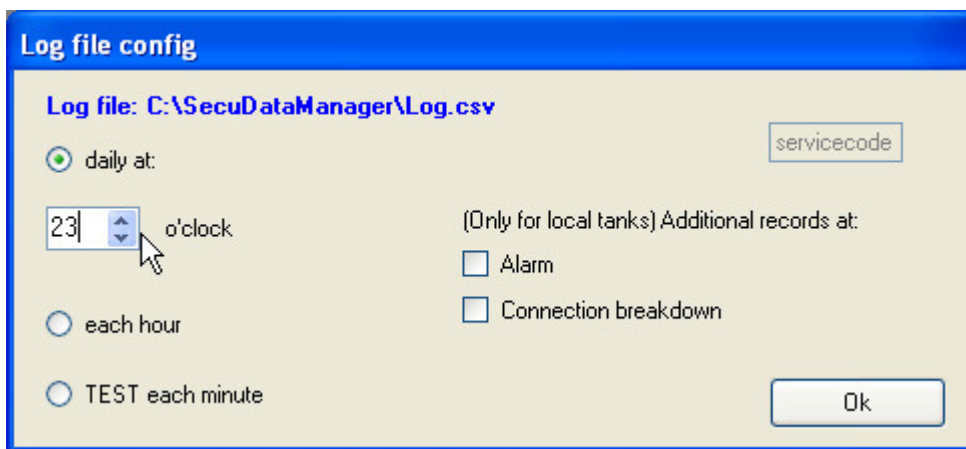 Log file config
Log file: C:\SecuDataManager\Log.csv
servicecode
daily at:
23
o'clock
(Only for local tanks) Additional records at:
Alarm
Connection breakdown
each hour
TEST each minute
Ok